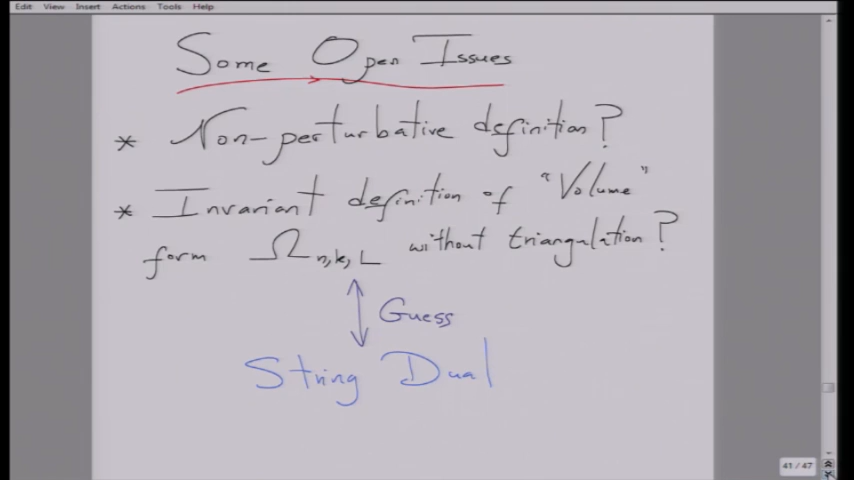 Edit View Insert Actions Tools Help
Some Open Issues
* Non-perturbative definition?
* Invariant definition of "Volume"
form Ω n,k,L without triangulation?
Guess
String Dual
41 / 47